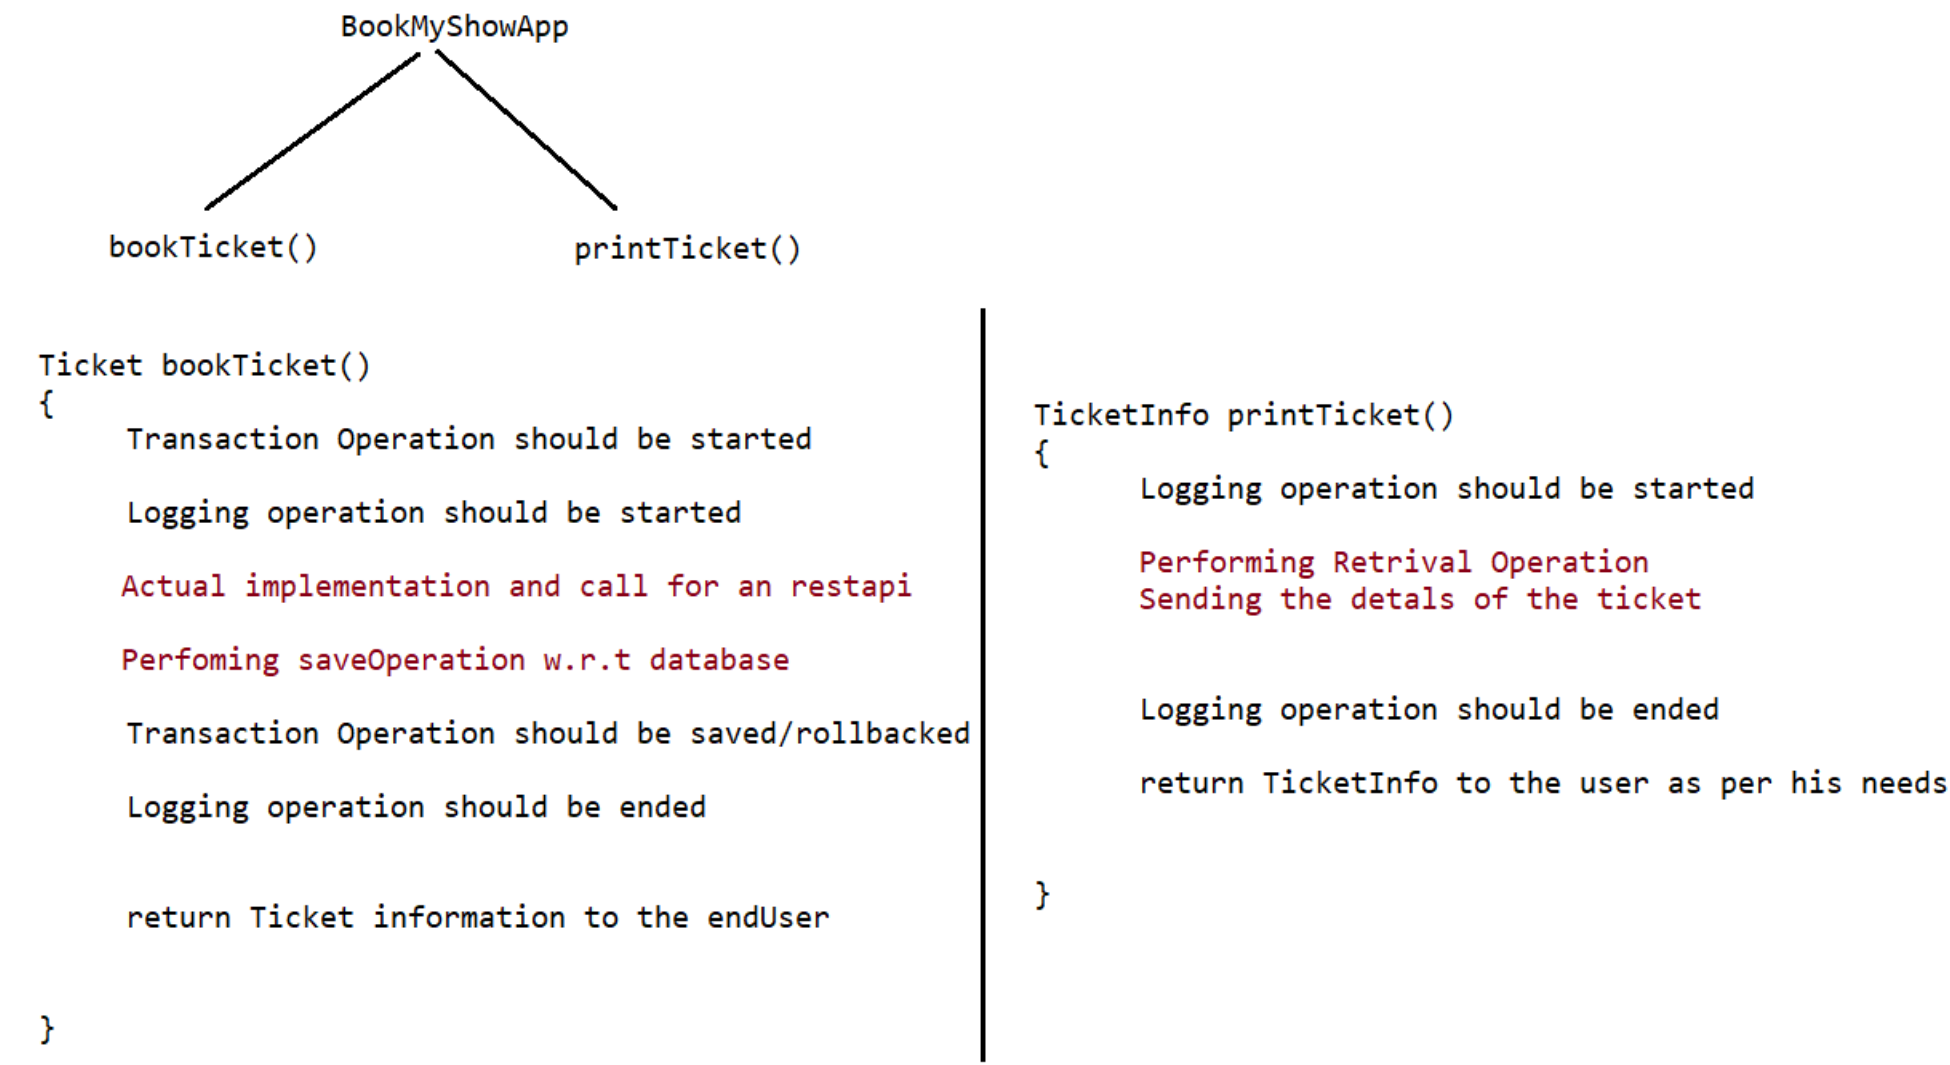 BookMyShowApp
bookTicket()
printTicket()
Ticket bookTicket()
{
Transaction Operation should be started
Logging operation should be started
Actual implementation and call for an restapi
Perfoming saveOperation w.r.t database
Transaction Operation should be saved/rollbacked
Logging operation should be ended
return Ticket information to the endUser
}
TicketInfo printTicket()
{
Logging operation should be started
Performing Retrival Operation
Sending the detals of the ticket
Logging operation should be ended
return TicketInfo to the user as per his needs
}